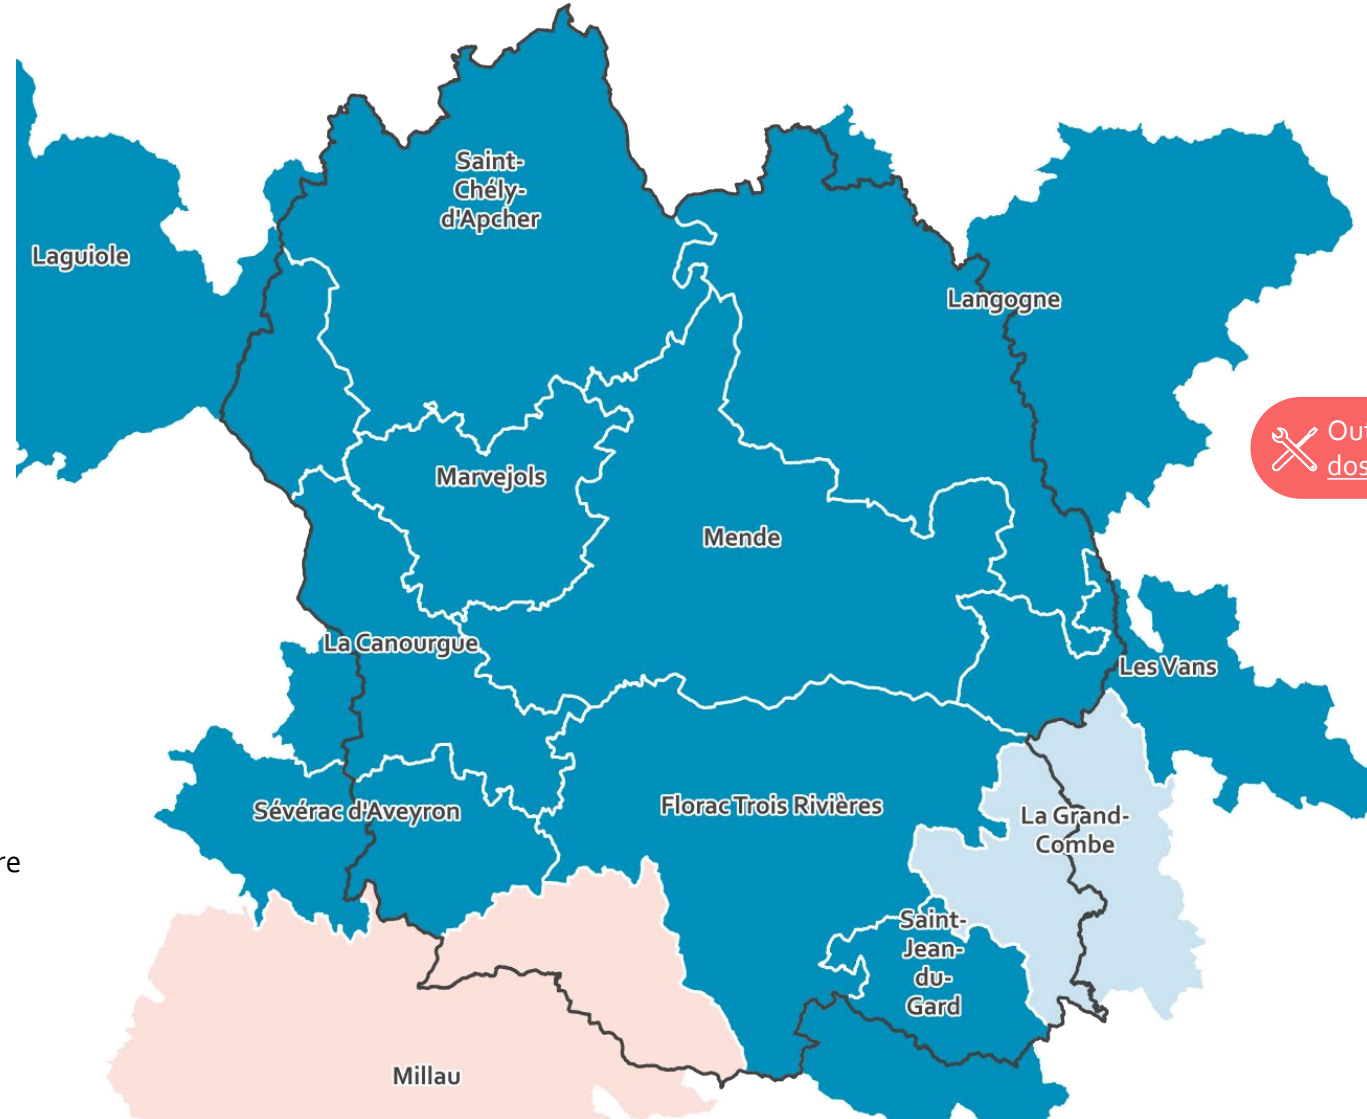 Saint-
Chély-
d'Apcher
Laguiole
Langogne
Marvejols
Mende
La Canourgue
Les Vans
Sévérac d'Aveyron
Florac Trois Rivières
La Grand-
Combe
Saint-
Jean-
du-
Gard
Millau
re
Out
dos